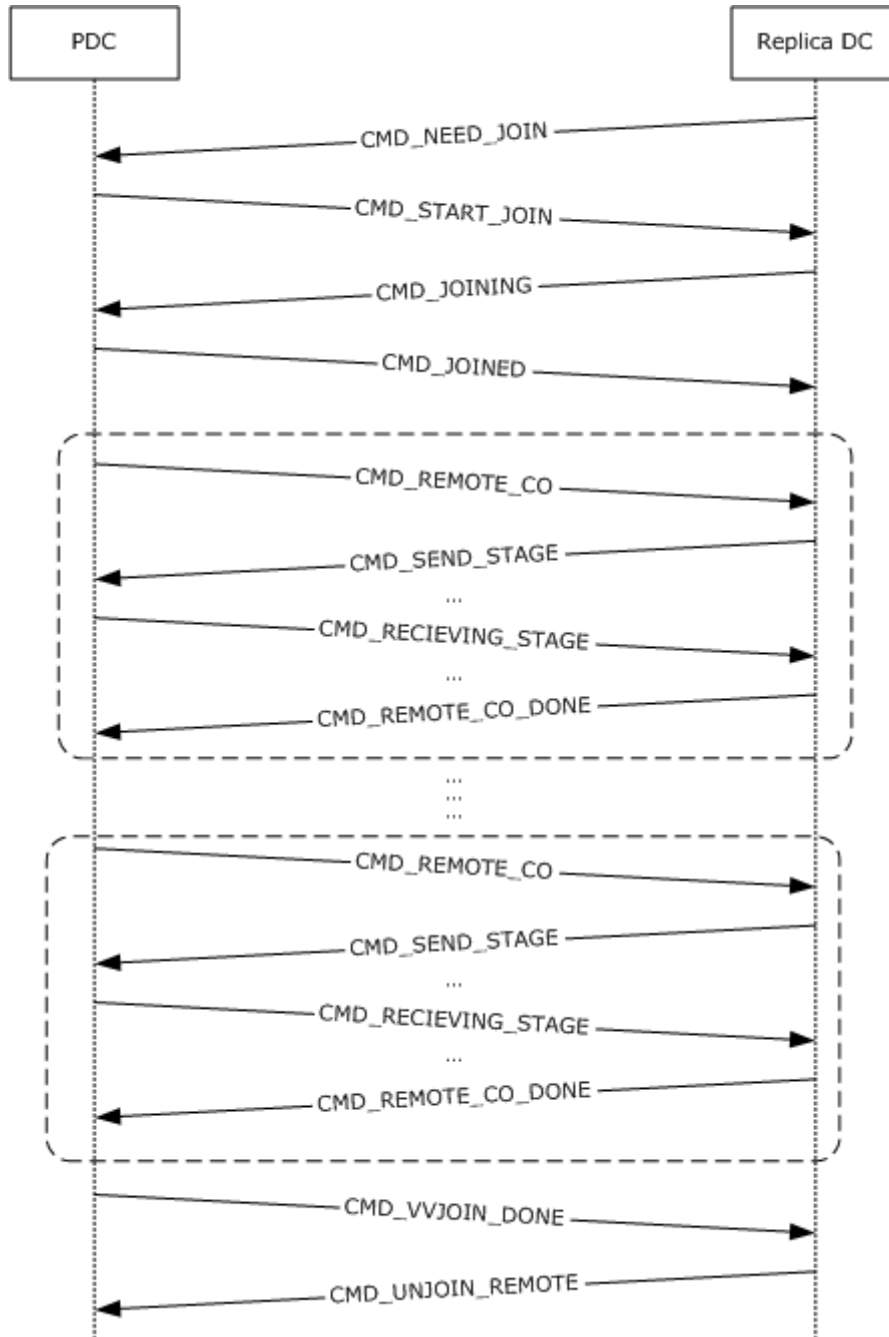 PDC
Replica DC
CMD_NEED_JOIN
CMD_START_JOIN
CMD_JOINING
CMD_JOINED
CMD_REMOTE_CO
CMD_SEND_STAGE
...
CMD_RECIEVING_STAGE
...
CMD_REMOTE_CO_DONE
...
...
...
CMD_REMOTE_CO
CMD_SEND_STAGE
...
CMD_RECIEVING_STAGE
...
CMD_REMOTE_CO_DONE
CMD_VVJOIN_DONE
CMD_UNJOIN_REMOTE